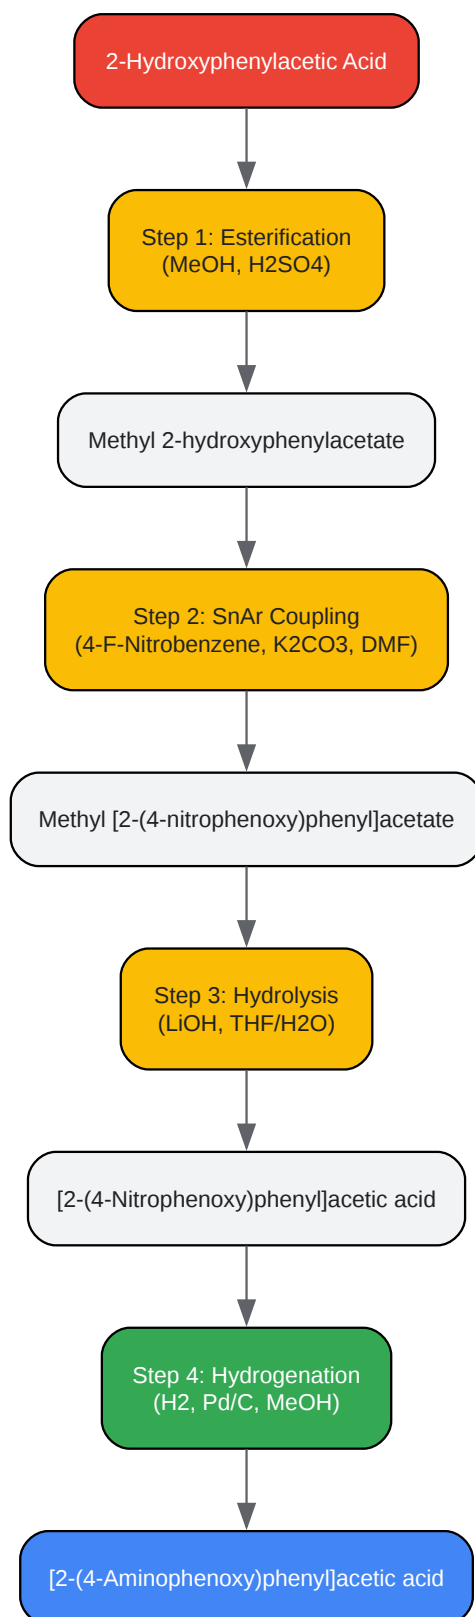 2-Hydroxyphenylacetic Acid
Step 1: Esterification
(MeOH, H2SO4)
Methyl 2-hydroxyphenylacetate
Step 2: SnAr Coupling
(4-F-Nitrobenzene, K2CO3, DMF)
Methyl [2-(4-nitrophenoxy)phenyl]acetate
Step 3: Hydrolysis
(LiOH, THF/H2O)
[2-(4-Nitrophenoxy)phenyl]acetic acid
Step 4: Hydrogenation
(H2, Pd/C, MeOH)
[2-(4-Aminophenoxy)phenyl]acetic acid